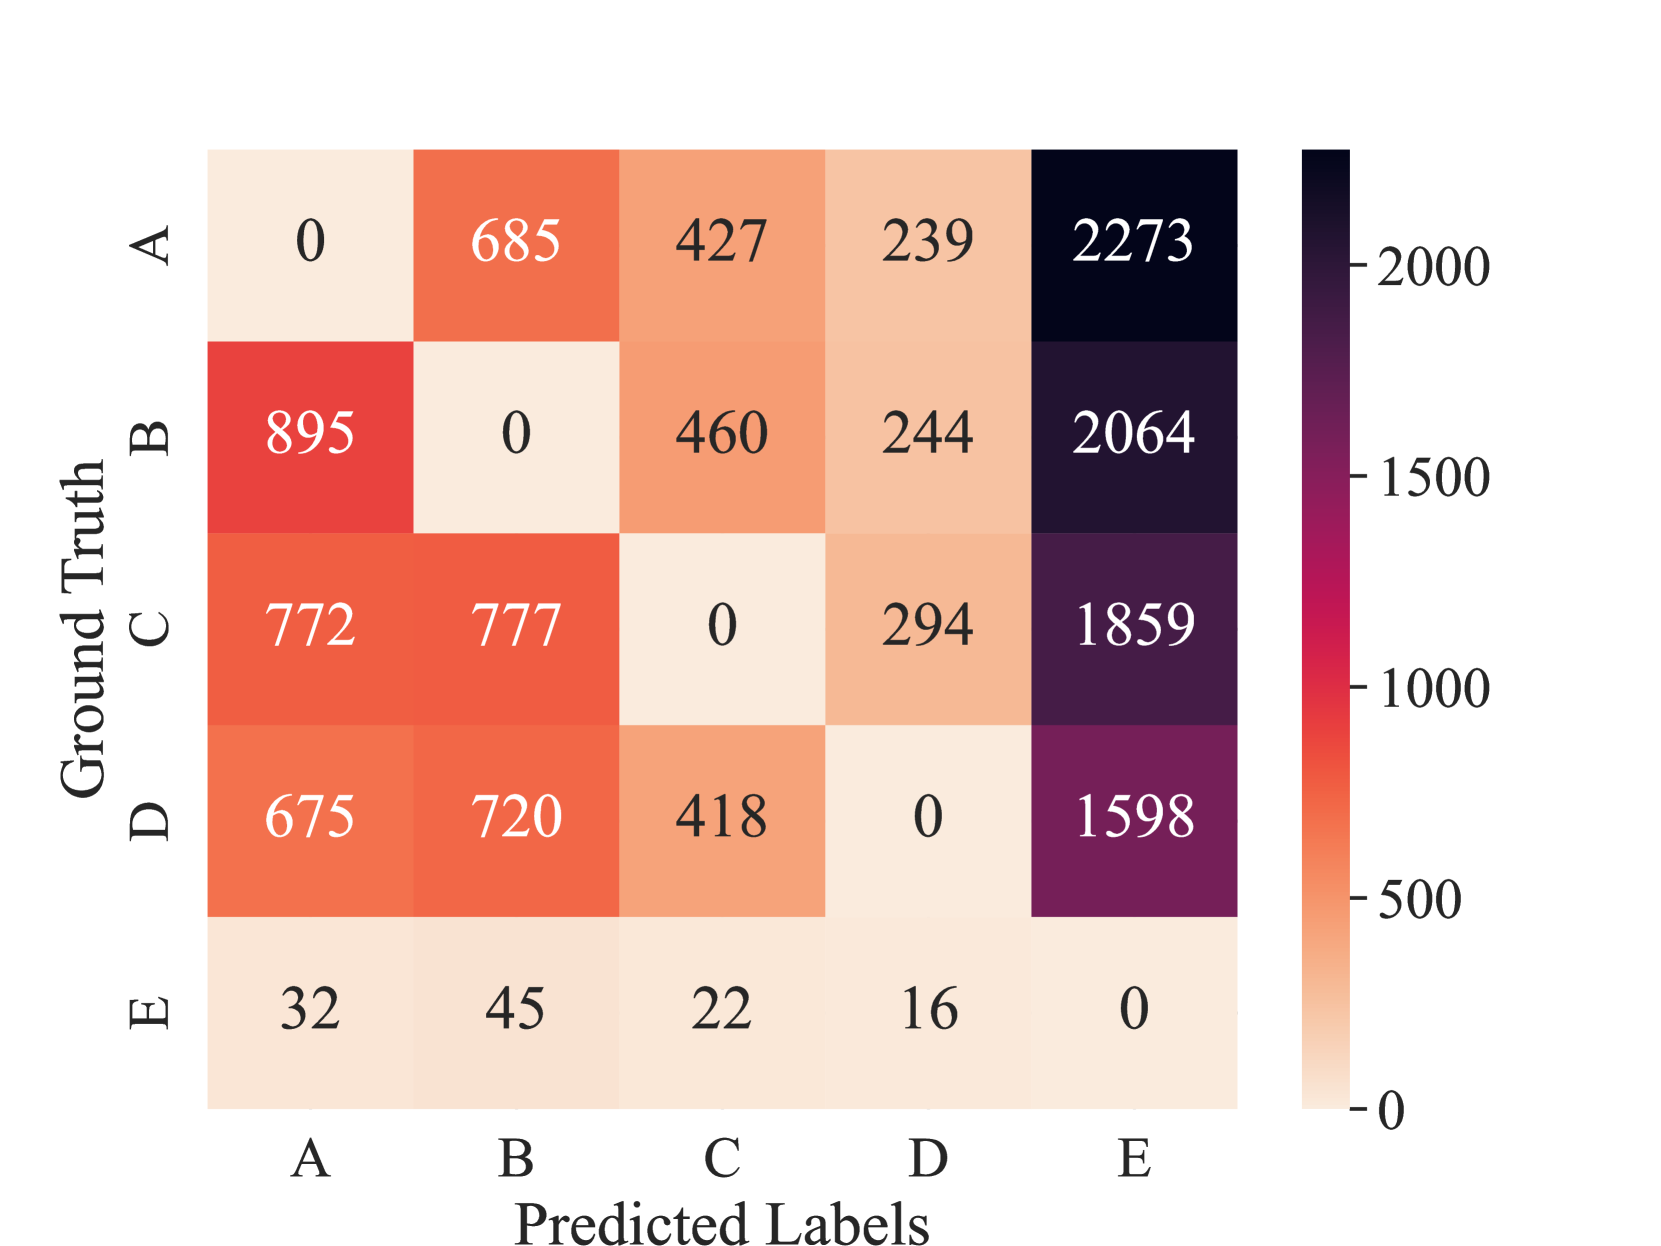 A 0 685 427 239 2273
B 895 0 460 244 2064
C 772 777 0 294 1859
D 675 720 418 0 1598
E 32 45 22 16 0
A B C D E
Predicted Labels
Ground Truth
2000
1500
1000
500
0